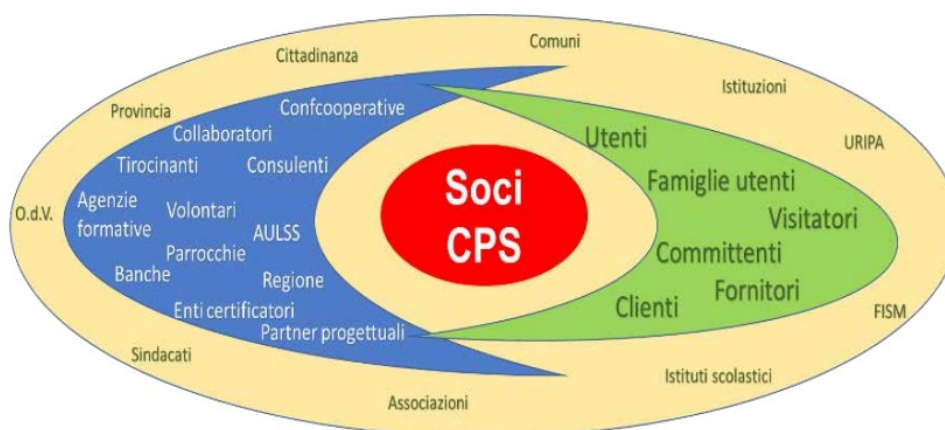 Comuni
Cittadinanza
Istituzioni
Provincia
URIPA
O.d.V.
FISM
Sindacati
Istituti scolastici
Associazioni
Confcooperative
Collaboratori
Tirocinanti
Consulenti
Agenzie
formative
Volontari
AULSS
Parrocchie
Banche
Regione
Enti certificatori
Partner progettuali
Soci
CPS
Utenti
Famiglie utenti
Visitatori
Committenti
Fornitori
Clienti